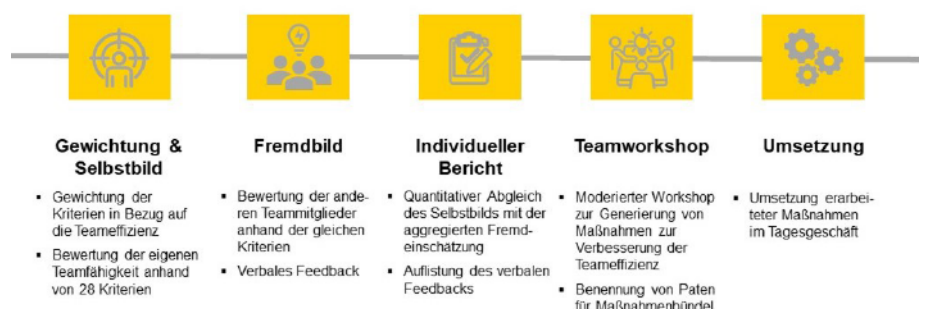 Gewichtung &
Selbstbild
▪ Gewichtung der
Kriterien in Bezug auf
die Teameffizienz
▪ Bewertung der eigenen
Teamfähigkeit anhand
von 28 Kriterien
Fremdbild
▪ Bewertung der ande-
ren Teammitglieder
anhand der gleichen
Kriterien
▪ Verbales Feedback
Individueller
Bericht
▪ Quantitativer Abgleich
des Selbstbilds mit der
aggregierten Fremd-
einschätzung
▪ Auflistung des verbalen
Feedbacks
Teamworkshop
▪ Moderierter Workshop
zur Generierung von
Maßnahmen zur
Verbesserung der
Teameffizienz
▪ Benennung von Paten
für Maßnahmenbündel
Umsetzung
▪ Umsetzung erarbei-
teter Maßnahmen
im Tagesgeschäft